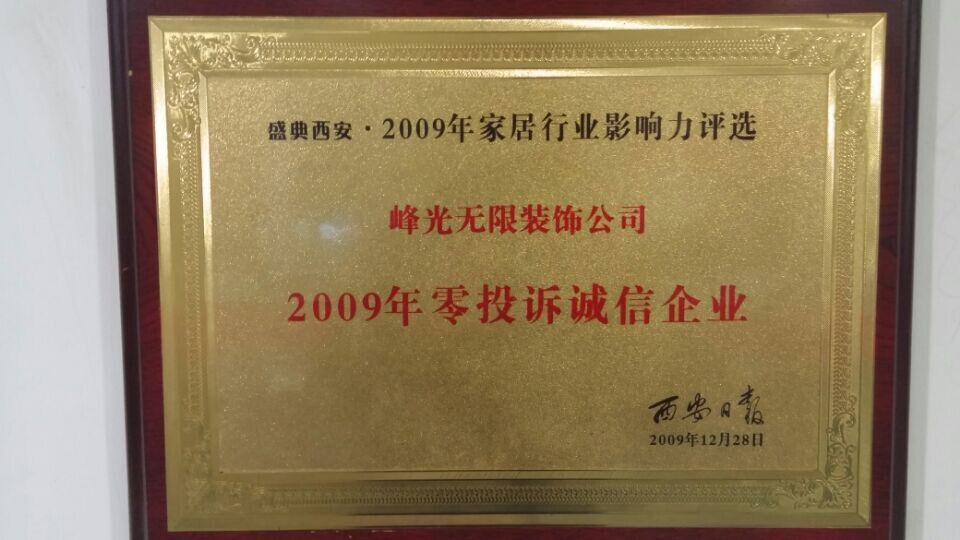 盛典西安·2009年家居行业影响力评选
峰光无限装饰公司
2009年零投诉诚信企业
西安日报
2009年12月28日